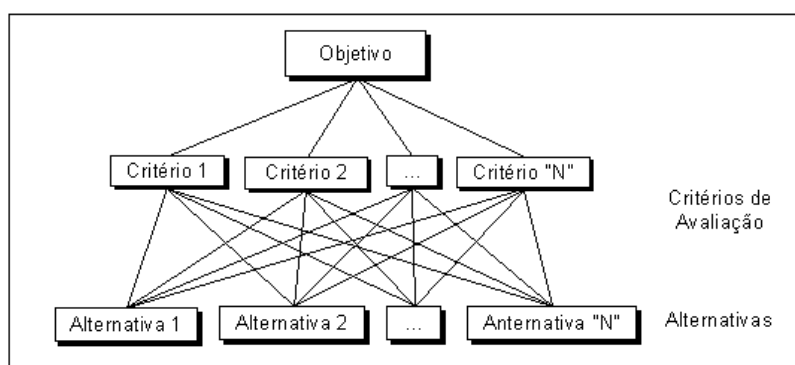 Objetivo
Critério 1
Critério 2
...
Critério "N"
Critérios de
Avaliação
Alternativa 1
Alternativa 2
...
Anternativa "N"
Alternativas